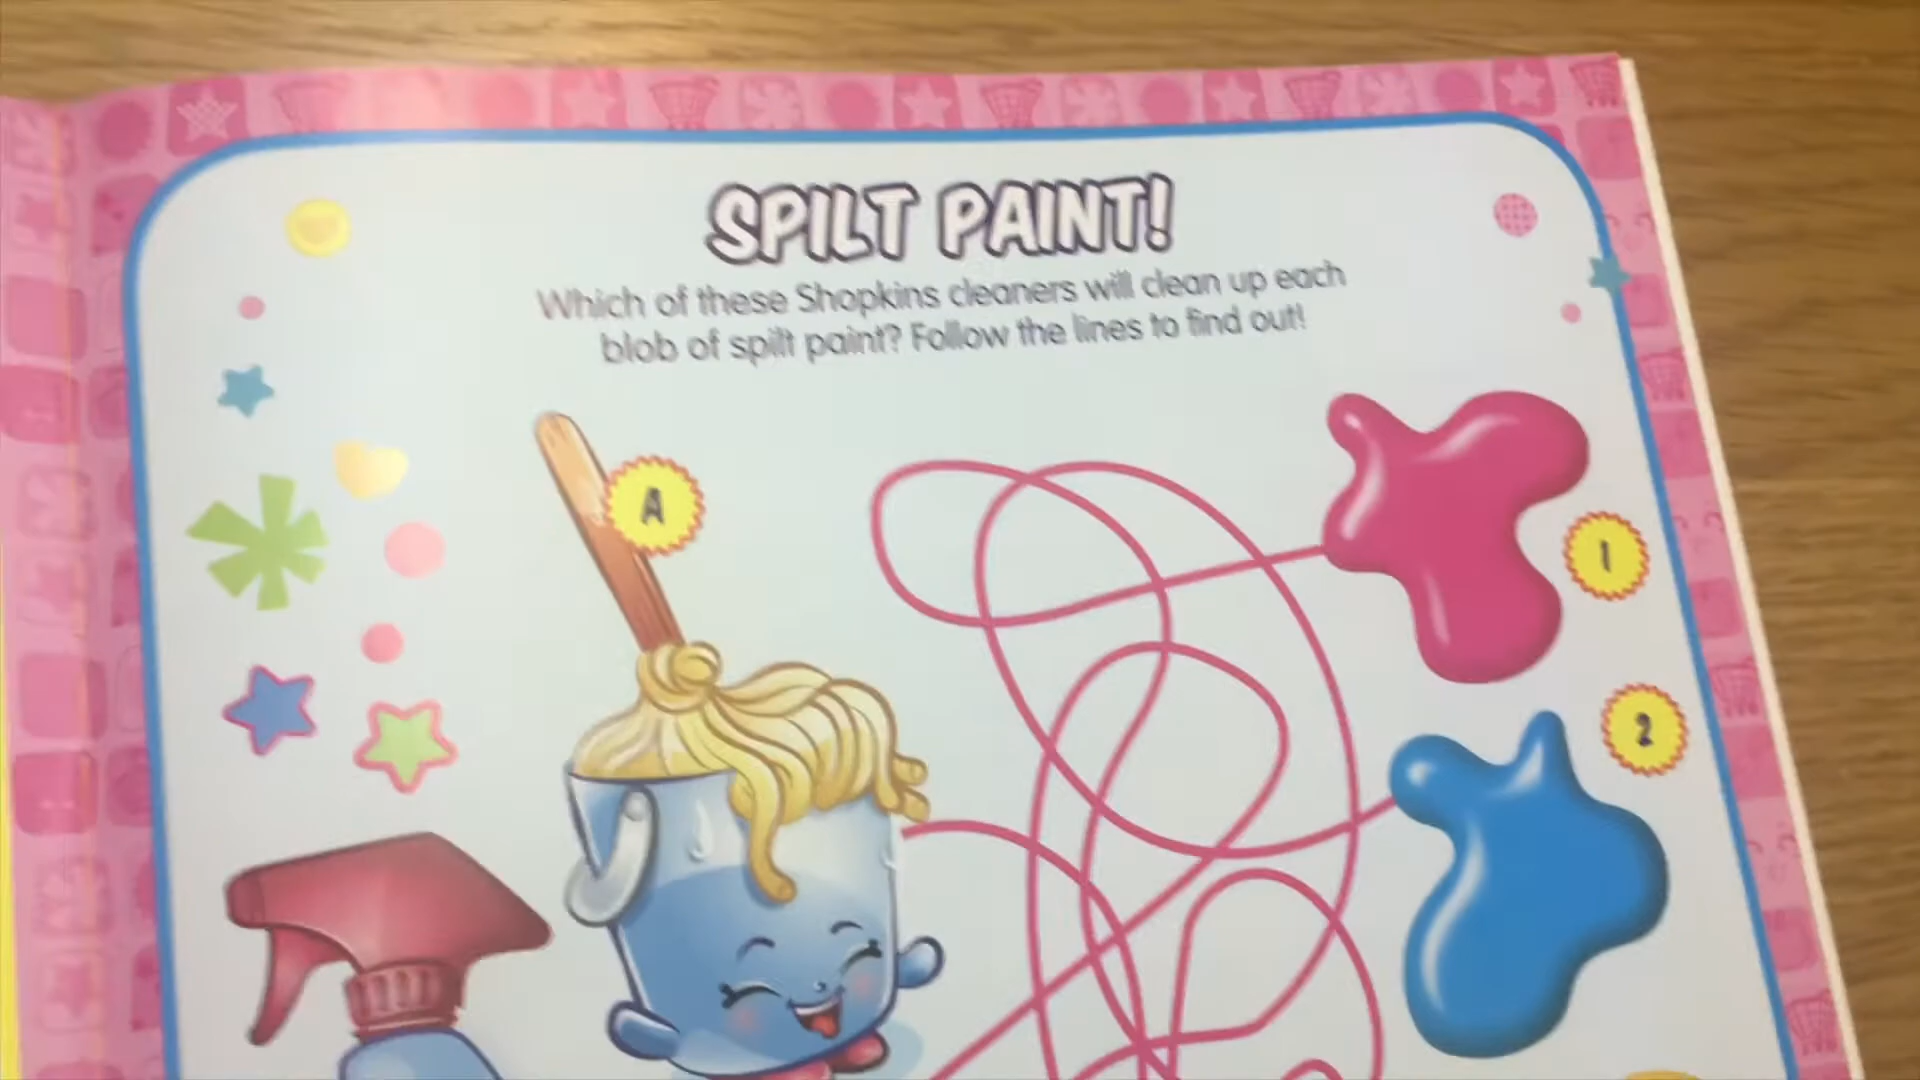 SPILT PAINT!
Which of these Shopkins cleaners will clean up each
blob of spilt paint? Follow the lines to find out!
A
1
2